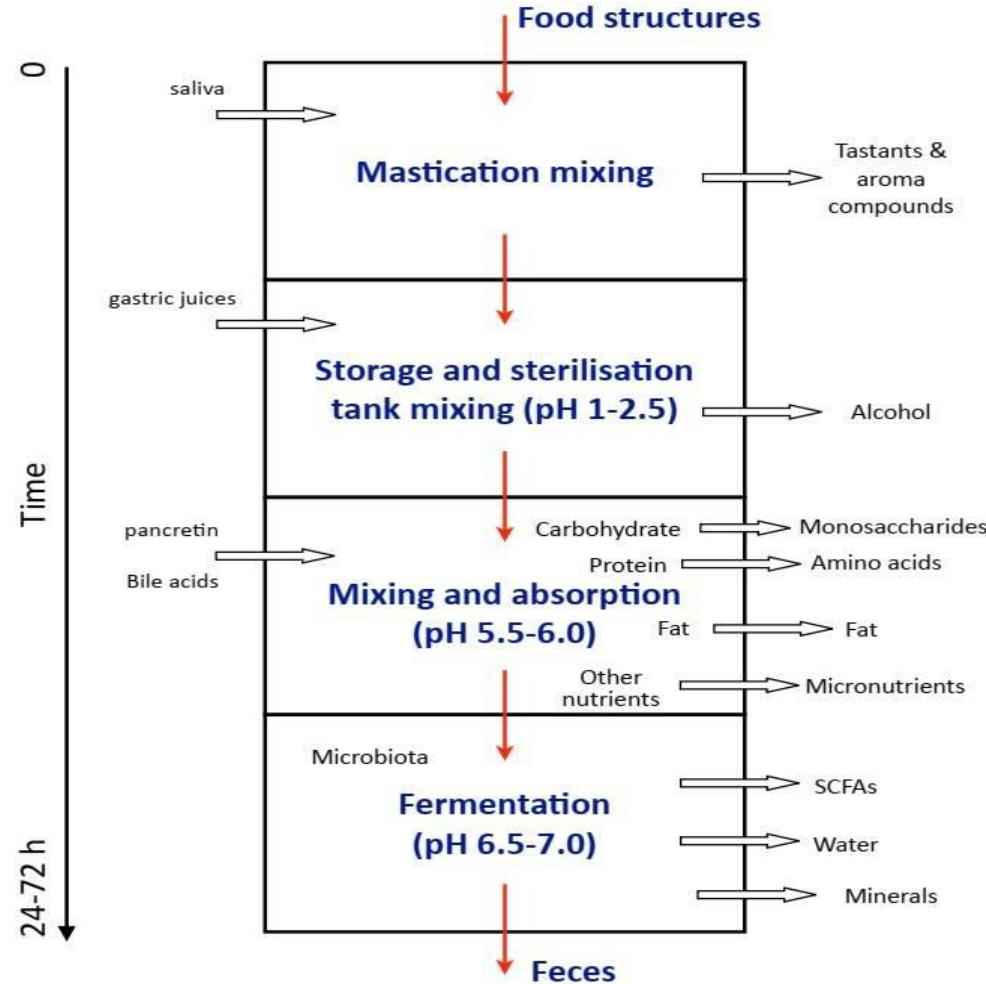 Food structures
0
saliva
Mastication mixing
Tastants &
aroma
compounds
gastric juices
Storage and sterilisation
tank mixing (pH 1-2.5)
Alcohol
Time
pancretin
Bile acids
Carbohydrate
Monosaccharides
Protein
Amino acids
Mixing and absorption
(pH 5.5-6.0)
Fat
Fat
Other
nutrients
Micronutrients
Microbiota
Fermentation
(pH 6.5-7.0)
SCFAs
Water
Minerals
24-72 h
Feces